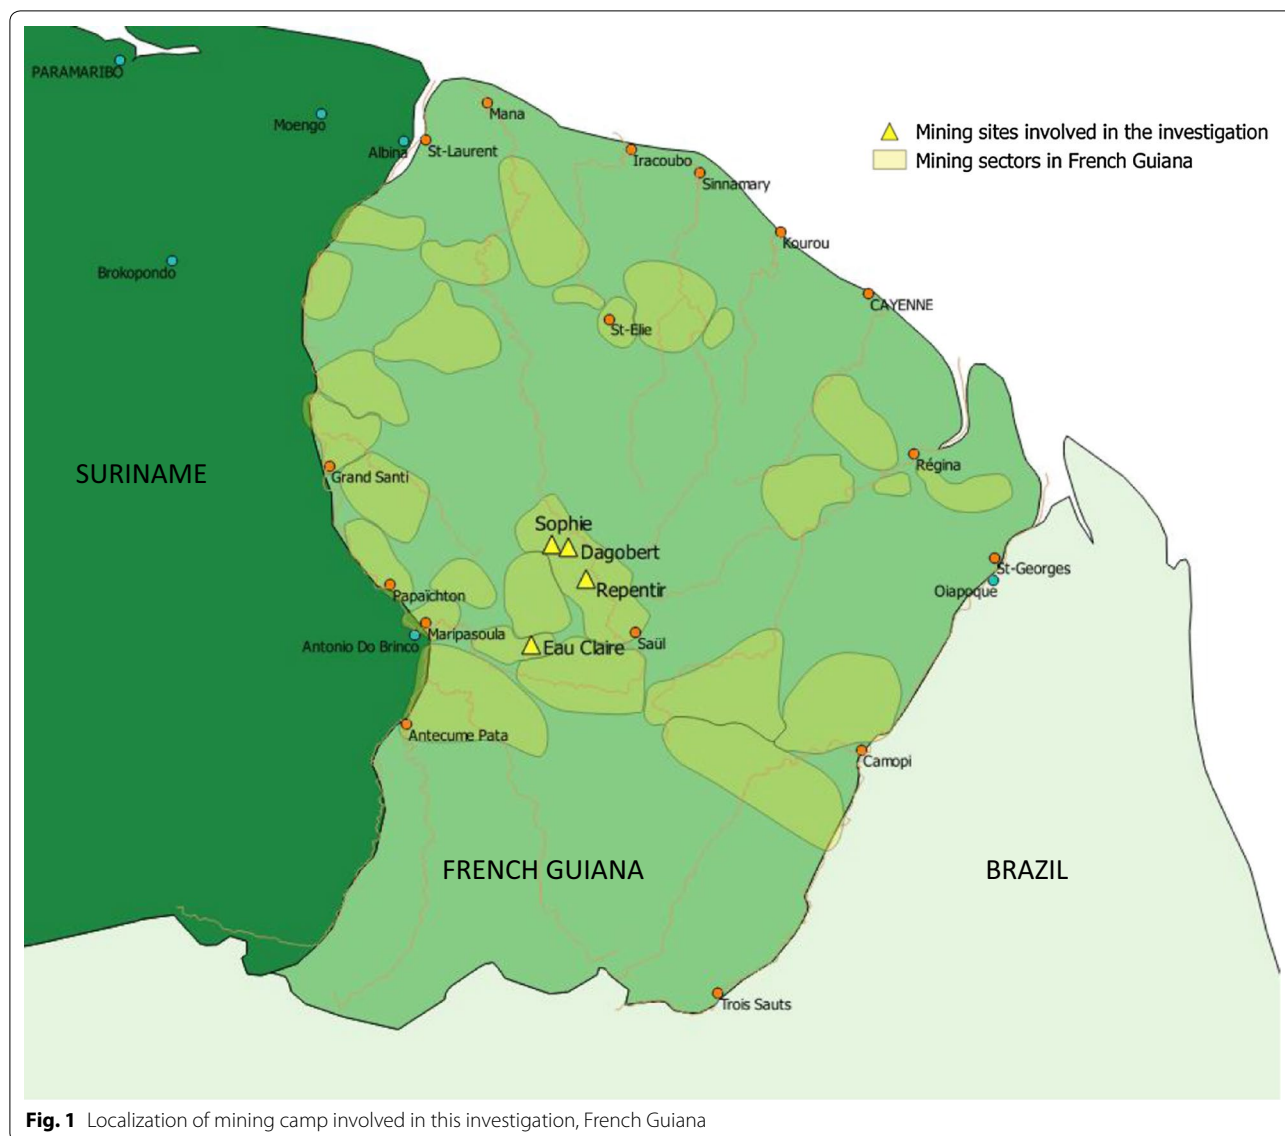 PARAMARIBO
Mana
Moengo
Albina
St-Laurent
Iracoubo
Sinnamary
Mining sites involved in the investigation
Mining sectors in French Guiana
Kourou
Brokopondo
CAYENNE
St-Elie
SURINAME
Grand Santi
Régina
Sophie
Dagobert
Repentir
St-Georges
Oiapoque
Papaïchton
Maripasoula
Antonio Do Brinco
Eau Claire
Saül
Antecume Pata
Camopi
FRENCH GUIANA
BRAZIL
Trois Sauts
Fig. 1 Localization of mining camp involved in this investigation, French Guiana